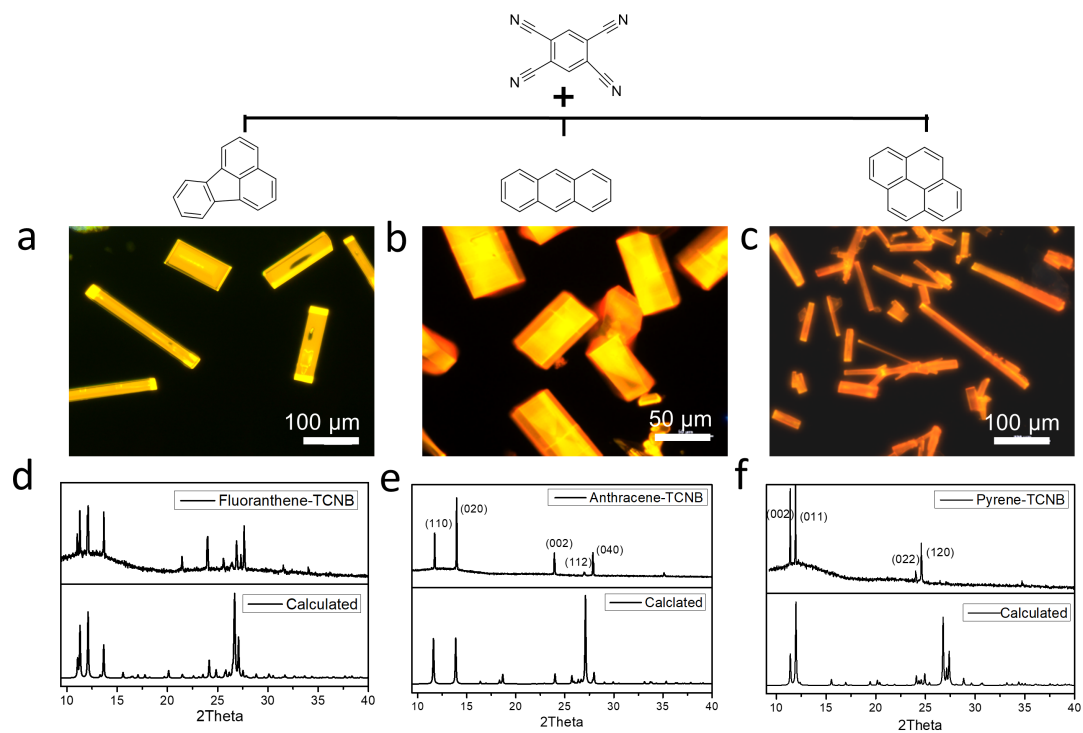 N N
N N
+
a b c
100 µm 50 µm 100 µm
d e f
Fluoranthene-TCNB
Calculated
10 15 20 25 30 35 40
2Theta
Anthracene-TCNB
(110) (020) (002) (112) (040)
Calclated
10 15 20 25 30 35 40
2Theta
Pyrene-TCNB
(002) (011) (022) (120)
Calculated
10 15 20 25 30 35 40
2Theta